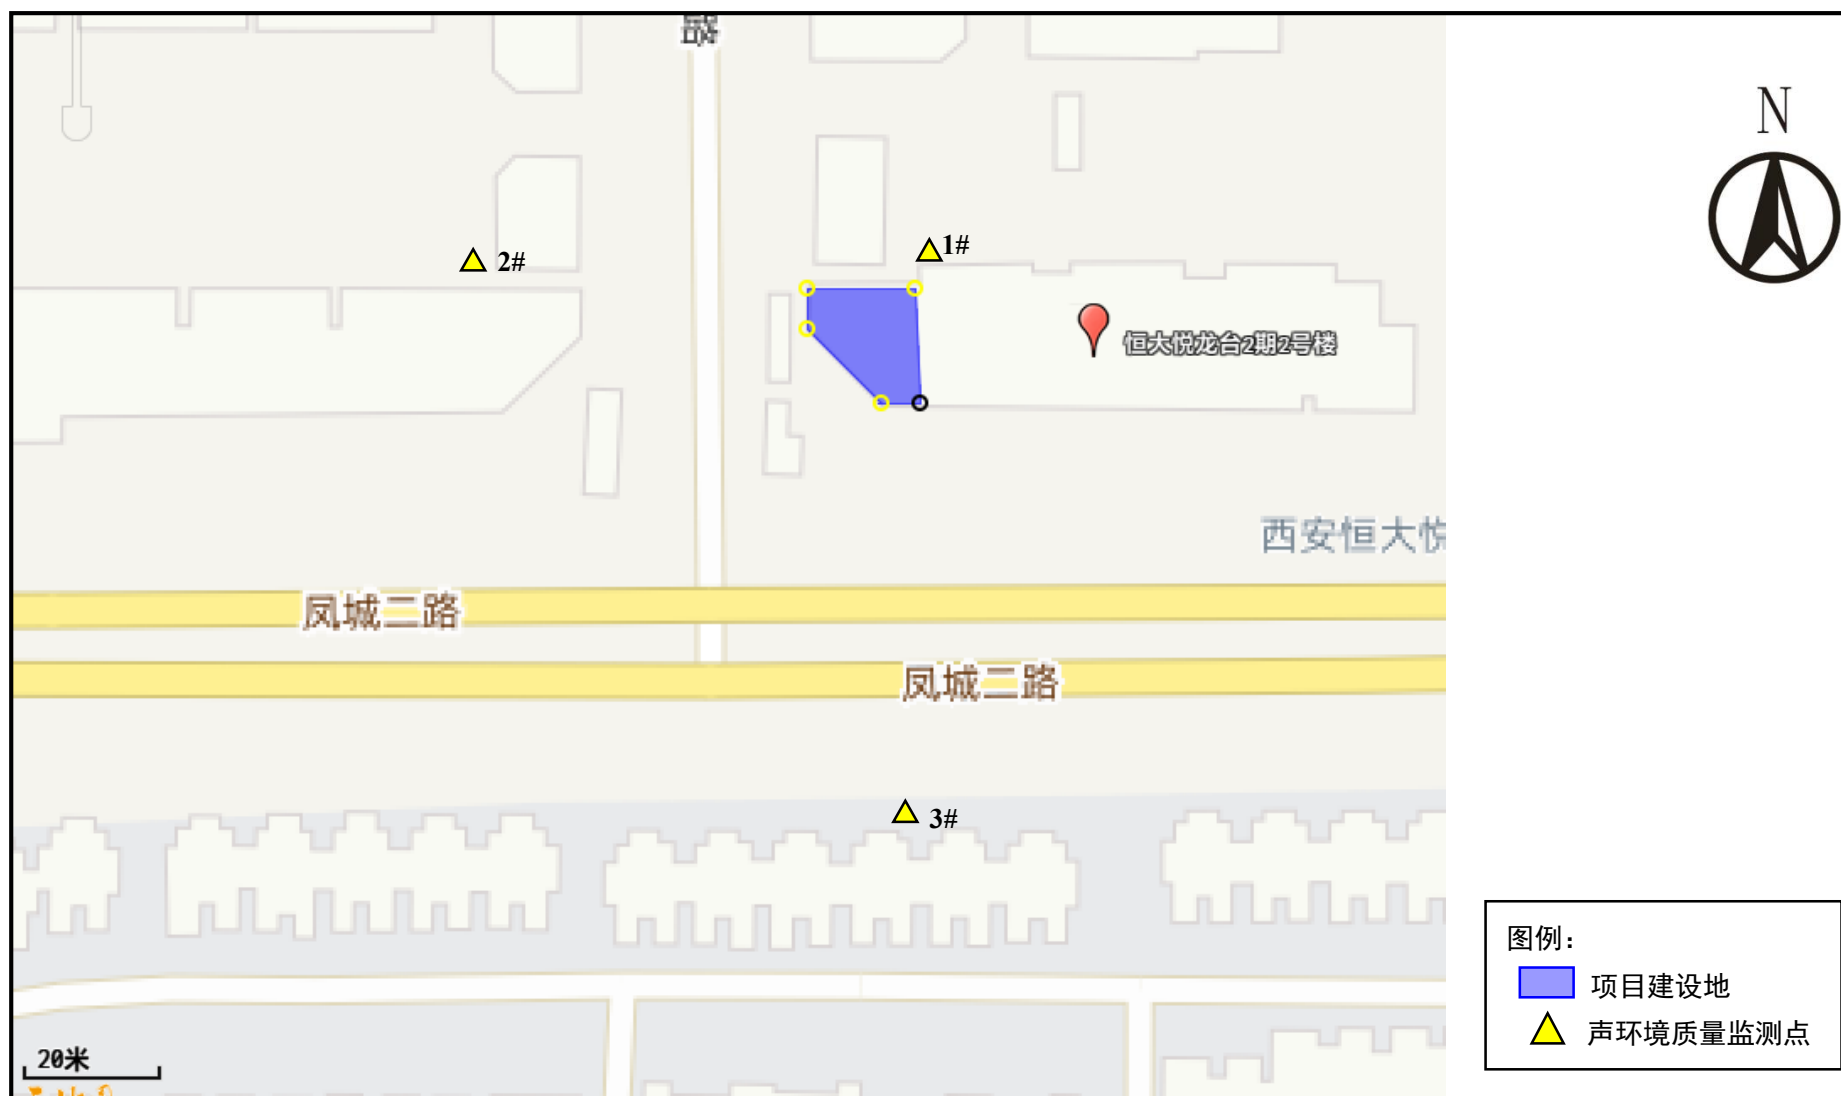 路
N
1#
2#
恒大悦龙台2期2号楼
西安恒大悦
凤城二路
凤城二路
3#
图例：
项目建设地
声环境质量监测点
20米